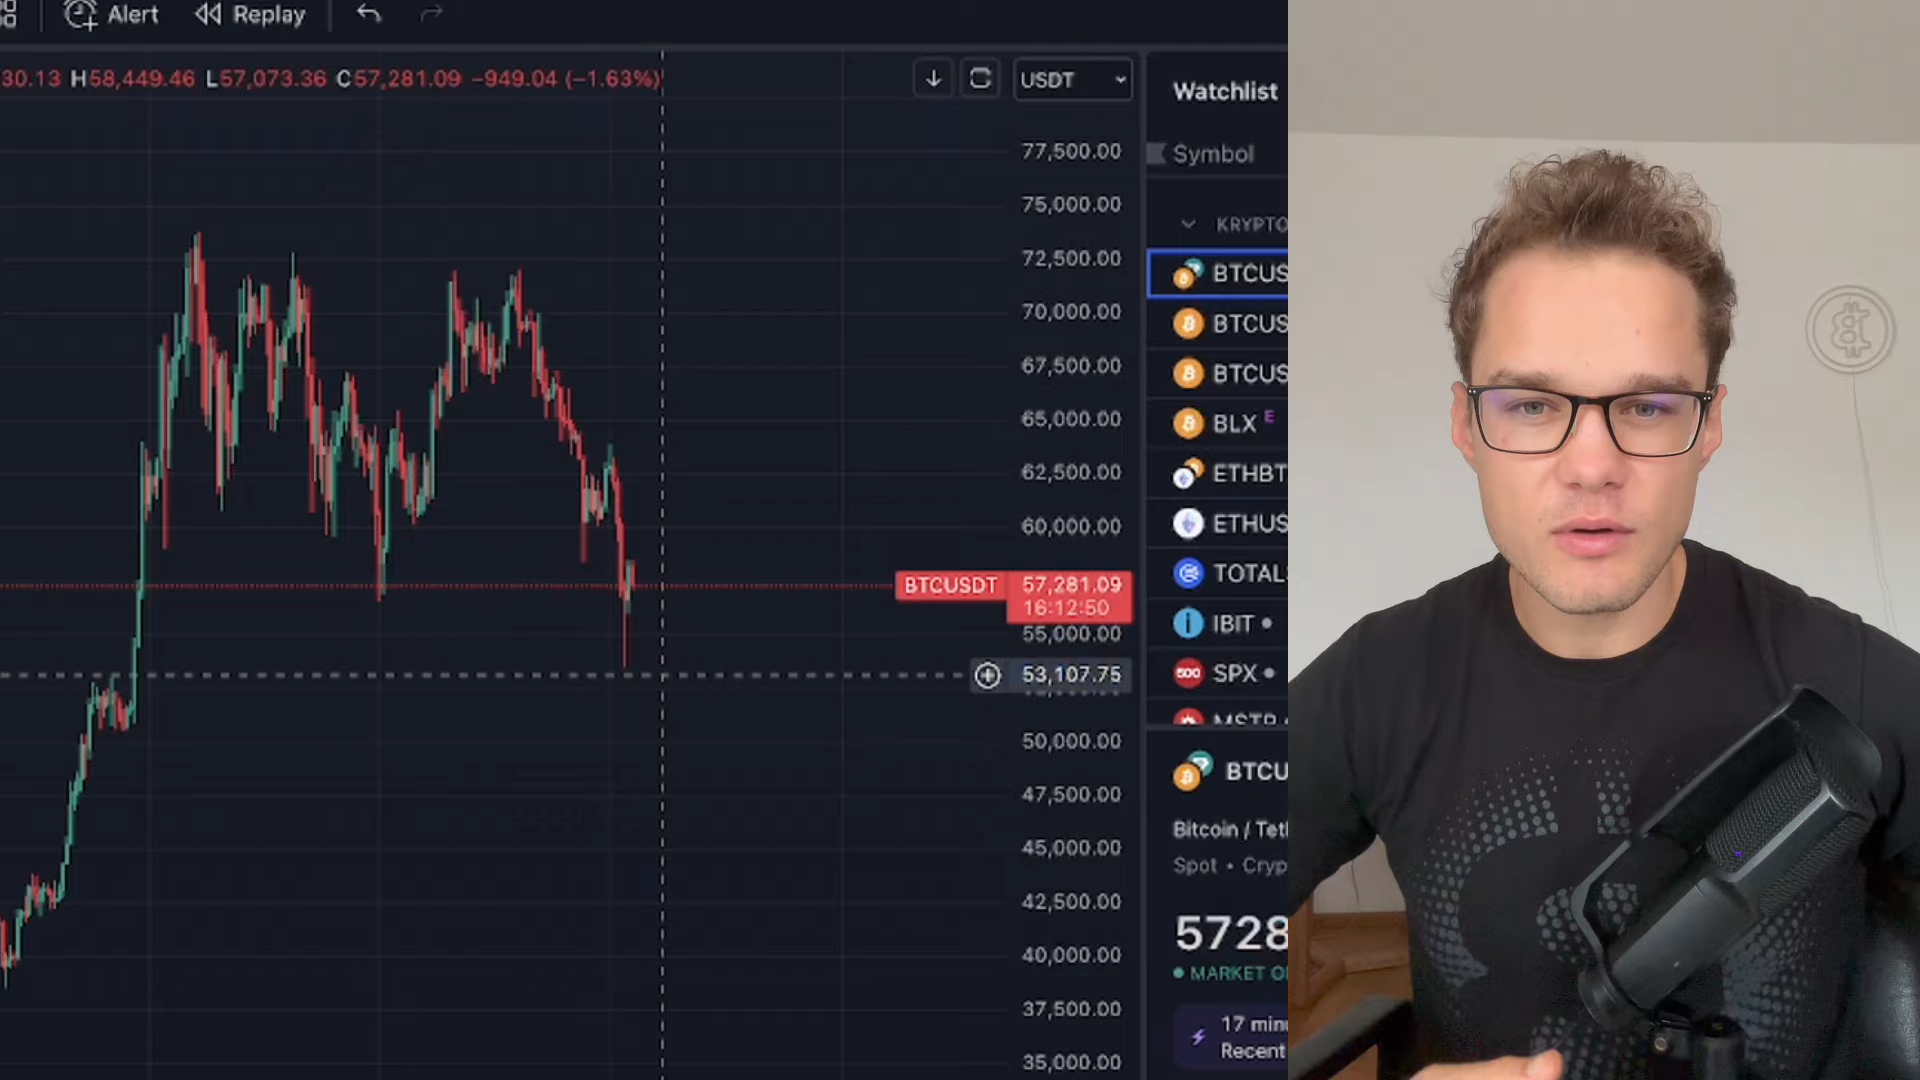 Alert
Replay
30.13 H58,449.46 L57,073.36 C57,281.09 −949.04 (−1.63%)
USDT
77,500.00
75,000.00
72,500.00
70,000.00
67,500.00
65,000.00
62,500.00
60,000.00
BTCUSDT 57,281.09
16:12:50
55,000.00
53,107.75
50,000.00
47,500.00
45,000.00
42,500.00
40,000.00
37,500.00
35,000.00
Watchlist
Symbol
KRYPTO
BTCUS
BTCUS
BTCUS
BLX E
ETHBT
ETHUS
TOTAL
IBIT
500 SPX
MSTR
BTCU
Bitcoin / Tet
Spot • Cryp
5728
MARKET O
17 min
Recent